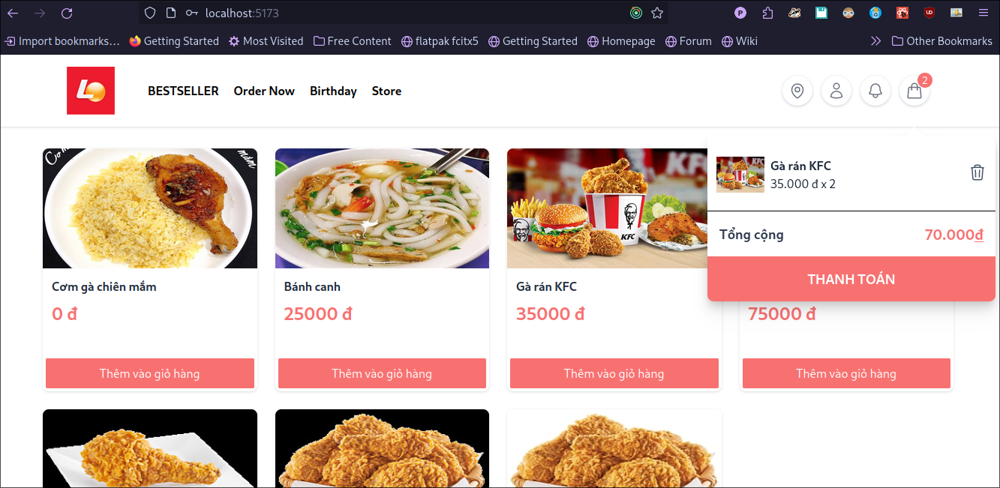 localhost:5173
Import bookmarks...
Getting Started
Most Visited
Free Content
flatpak fcitx5
Getting Started
Homepage
Forum
Wiki
Other Bookmarks
BESTSELLER
Order Now
Birthday
Store
2
Gà rán KFC
35.000 đ x 2
Tổng cộng
70.000đ
THANH TOÁN
KFC
Cơm gà chiên mắm
0 đ
Thêm vào giỏ hàng
Bánh canh
25000 đ
Thêm vào giỏ hàng
Gà rán KFC
35000 đ
Thêm vào giỏ hàng
75000 đ
Thêm vào giỏ hàng